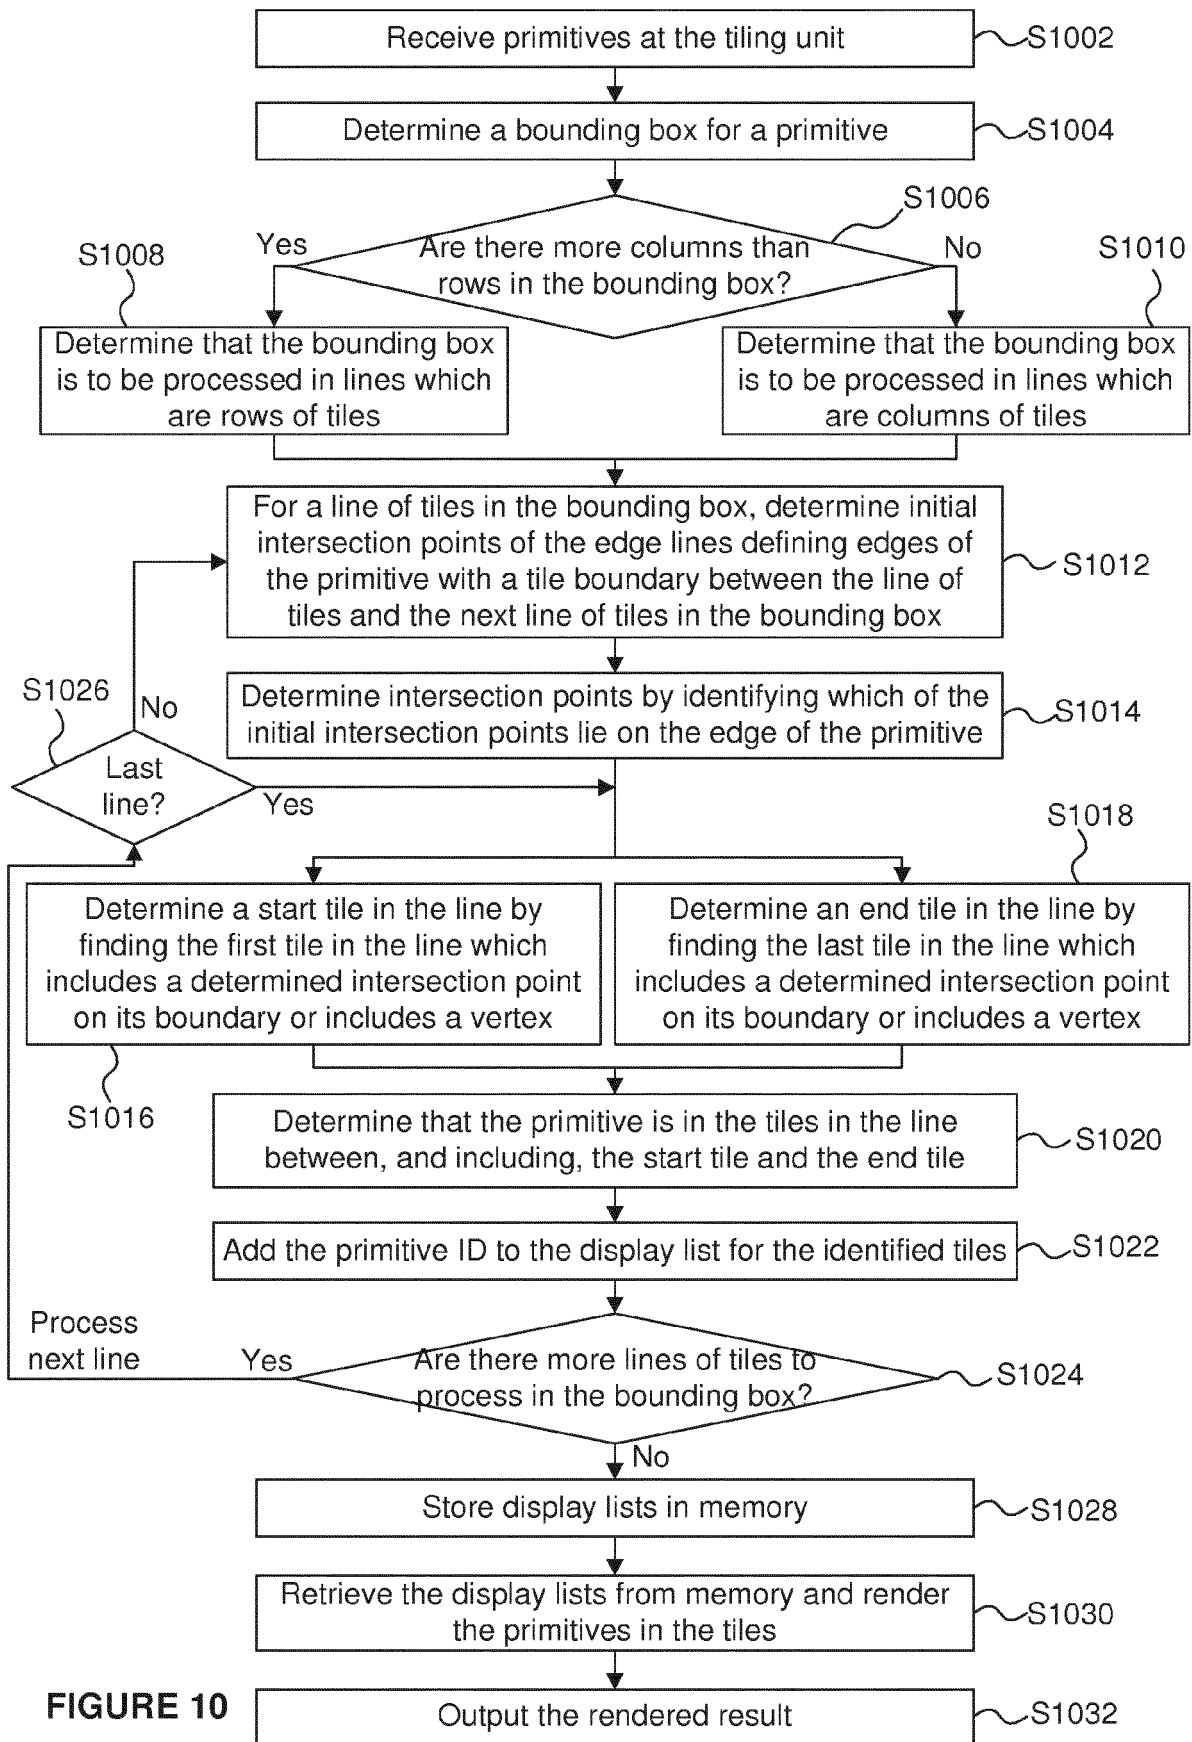 Receive primitives at the tiling unit
S1002
Determine a bounding box for a primitive
S1004
S1006
Are there more columns than
rows in the bounding box?
Yes
No
S1008
S1010
Determine that the bounding box
is to be processed in lines which
are rows of tiles
Determine that the bounding box
is to be processed in lines which
are columns of tiles
For a line of tiles in the bounding box, determine initial
intersection points of the edge lines defining edges of
the primitive with a tile boundary between the line of
tiles and the next line of tiles in the bounding box
S1012
Determine intersection points by identifying which of the
initial intersection points lie on the edge of the primitive
S1014
S1026
No
Last
line?
Yes
S1018
Determine a start tile in the line by
finding the first tile in the line which
includes a determined intersection point
on its boundary or includes a vertex
Determine an end tile in the line by
finding the last tile in the line which
includes a determined intersection point
on its boundary or includes a vertex
S1016
Determine that the primitive is in the tiles in the line
between, and including, the start tile and the end tile
S1020
Add the primitive ID to the display list for the identified tiles
S1022
Process
next line
Yes
Are there more lines of tiles to
process in the bounding box?
S1024
No
Store display lists in memory
S1028
Retrieve the display lists from memory and render
the primitives in the tiles
S1030
FIGURE 10
Output the rendered result
S1032